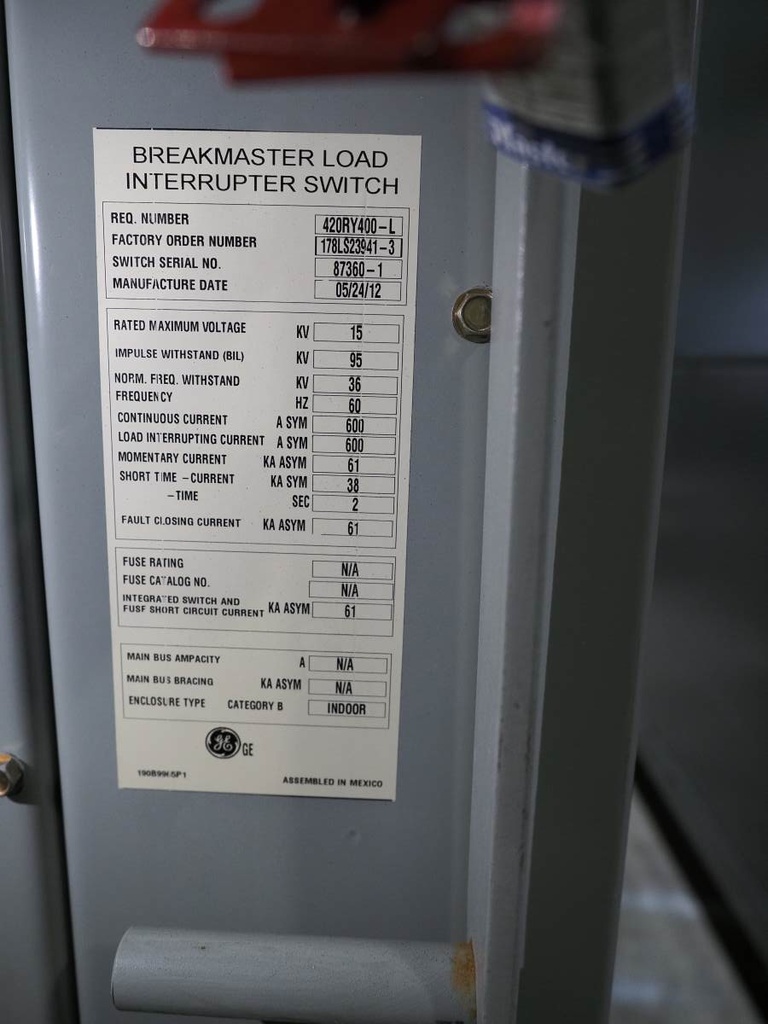 BREAKMASTER LOAD
INTERRUPTER SWITCH
REQ. NUMBER 420RY400-L
FACTORY ORDER NUMBER 178LS23941-3
SWITCH SERIAL NO. 87360-1
MANUFACTURE DATE 05/24/12
RATED MAXIMUM VOLTAGE KV 15
IMPULSE WITHSTAND (BIL) KV 95
NORM. FREQ. WITHSTAND KV 36
FREQUENCY HZ 60
CONTINUOUS CURRENT A SYM 600
LOAD INTERRUPTING CURRENT A SYM 600
MOMENTARY CURRENT KA ASYM 61
SHORT TIME -CURRENT KA SYM 38
-TIME SEC 2
FAULT CLOSING CURRENT KA ASYM 61
FUSE RATING N/A
FUSE CATALOG NO. N/A
INTEGRATED SWITCH AND
FUSE SHORT CIRCUIT CURRENT KA ASYM 61
MAIN BUS AMPACITY A N/A
MAIN BUS BRACING KA ASYM N/A
ENCLOSURE TYPE CATEGORY B INDOOR
GE GE
ASSEMBLED IN MEXICO